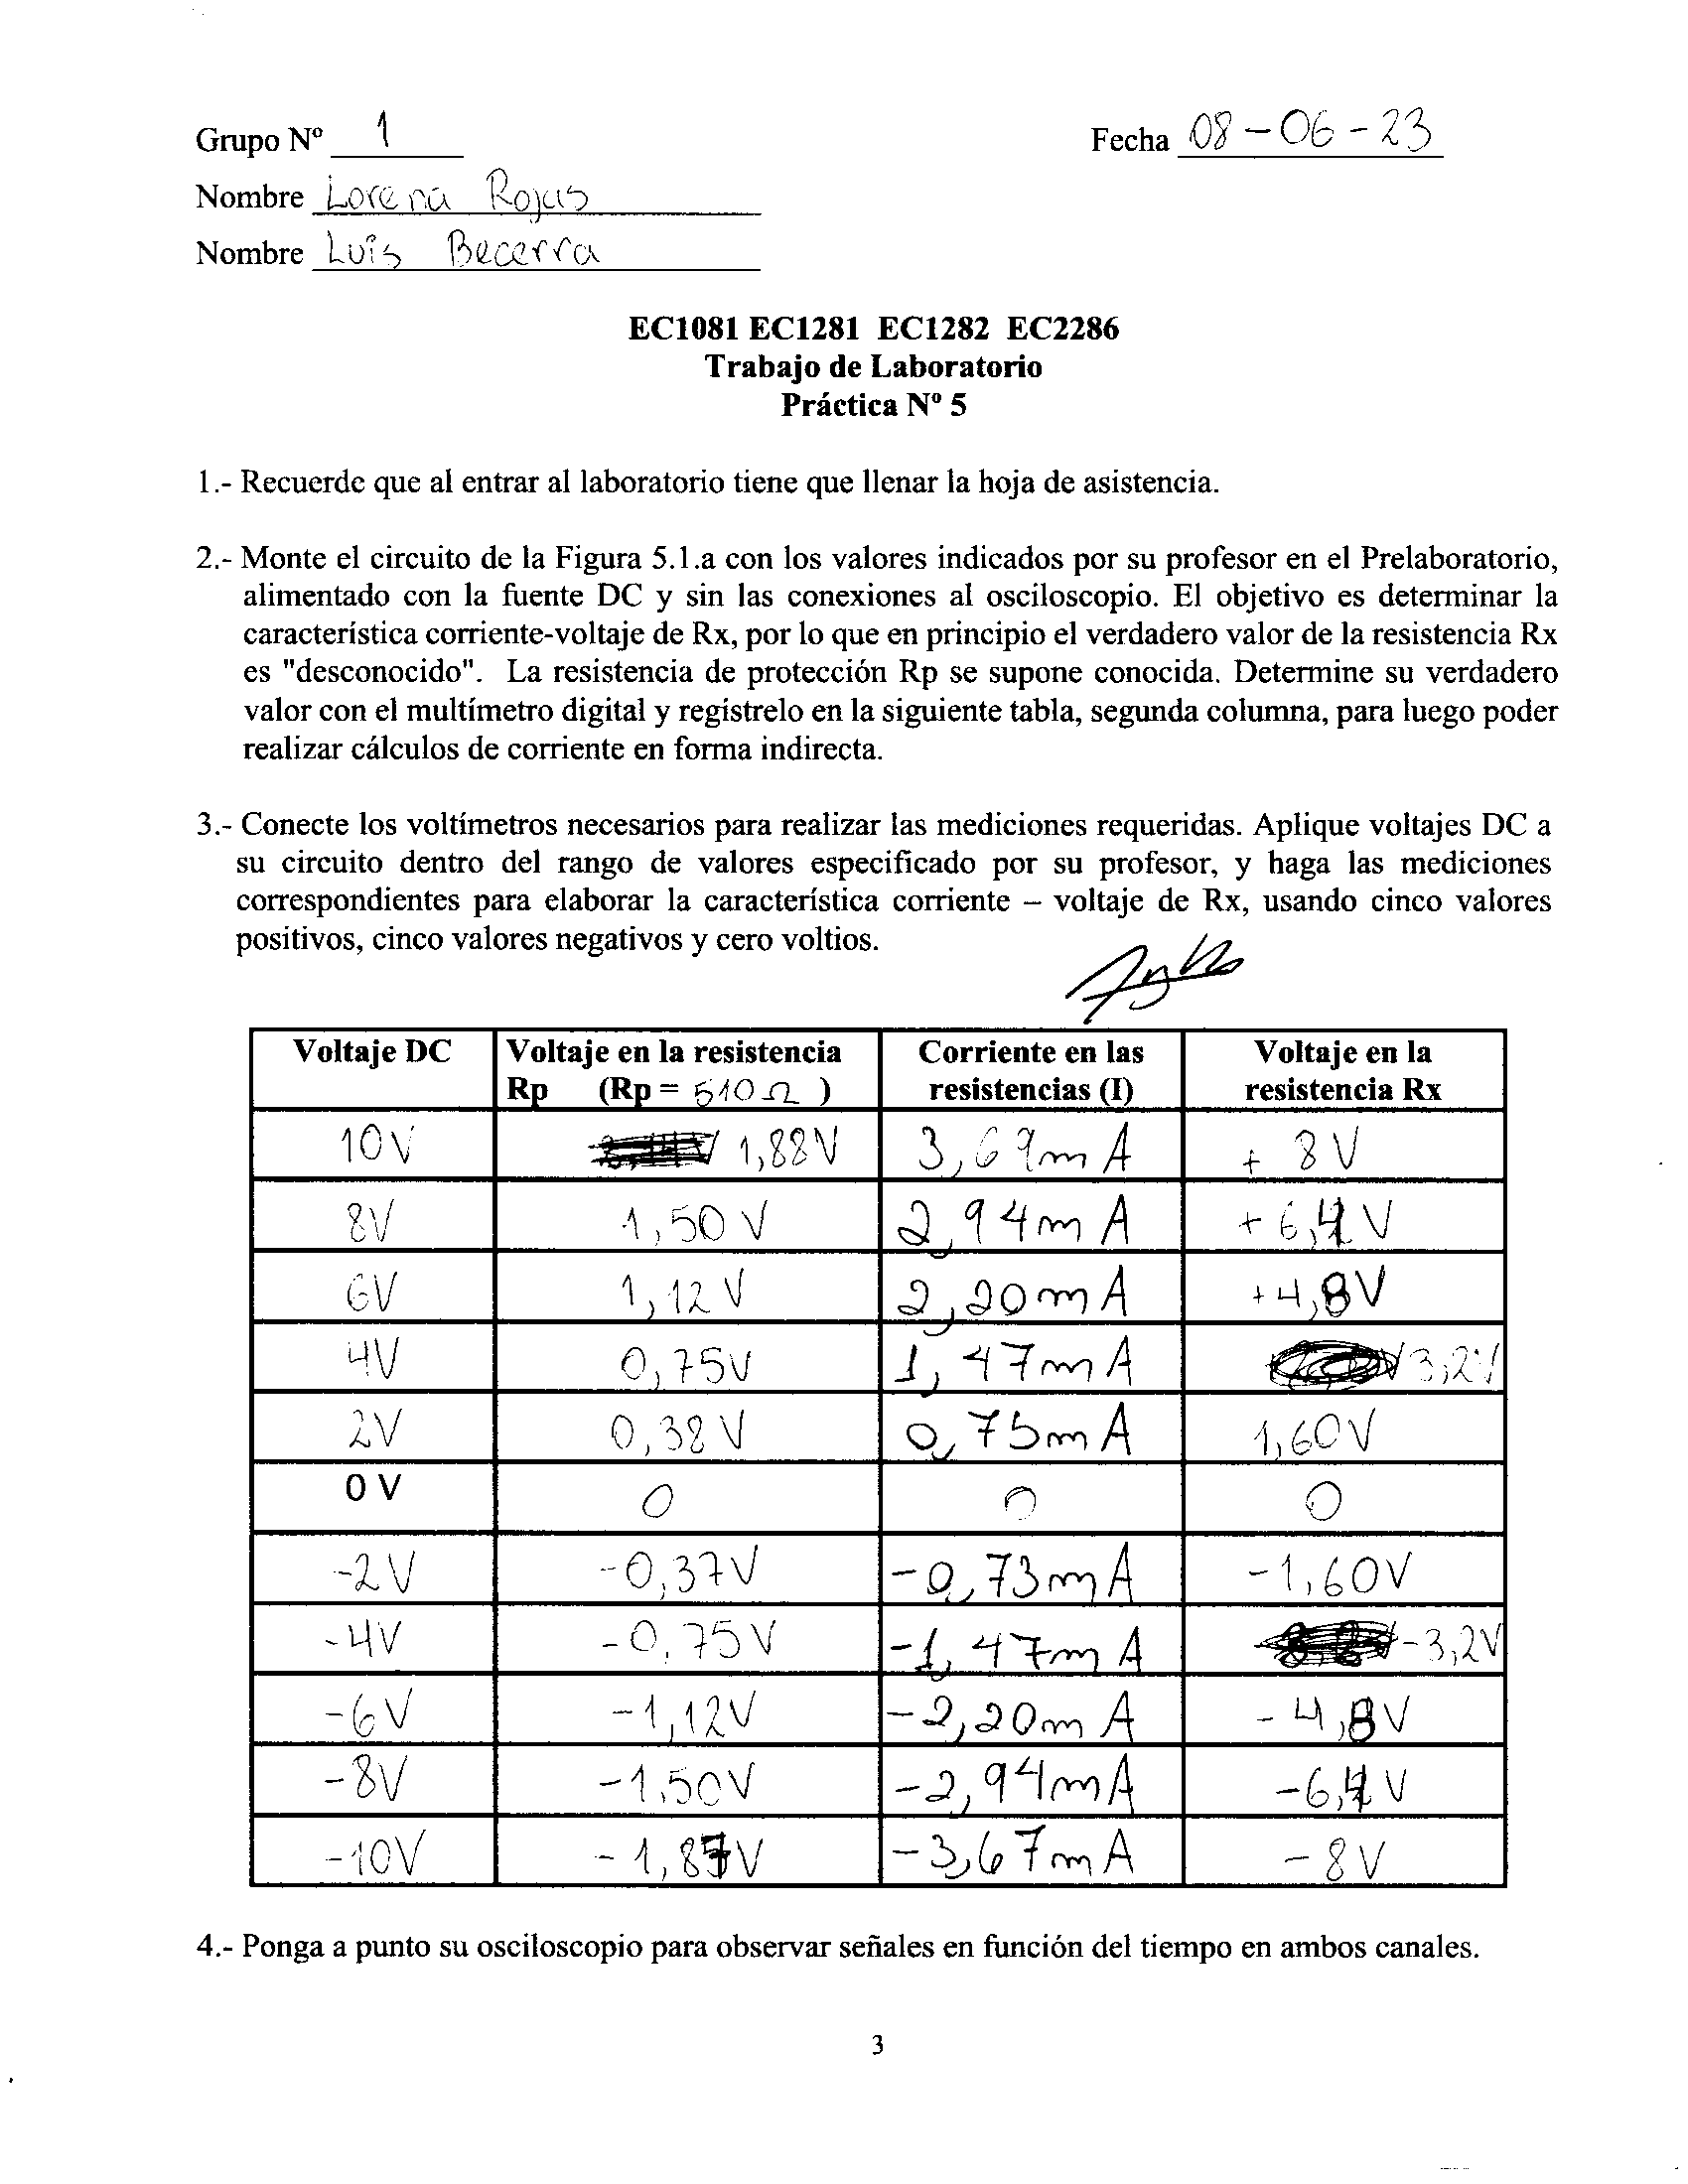 Grupo Nº 1 Fecha 08-06-23
Nombre Lorena Rojas
Nombre Luis Becerra
EC1081 EC1281 EC1282 EC2286
Trabajo de Laboratorio
Práctica Nº 5
1.- Recuerde que al entrar al laboratorio tiene que llenar la hoja de asistencia.
2.- Monte el circuito de la Figura 5.1.a con los valores indicados por su profesor en el Prelaboratorio,
alimentado con la fuente DC y sin las conexiones al osciloscopio. El objetivo es determinar la
característica corriente-voltaje de Rx, por lo que en principio el verdadero valor de la resistencia Rx
es "desconocido". La resistencia de protección Rp se supone conocida. Determine su verdadero
valor con el multímetro digital y regístrelo en la siguiente tabla, segunda columna, para luego poder
realizar cálculos de corriente en forma indirecta.
3.- Conecte los voltímetros necesarios para realizar las mediciones requeridas. Aplique voltajes DC a
su circuito dentro del rango de valores especificado por su profesor, y haga las mediciones
correspondientes para elaborar la característica corriente – voltaje de Rx, usando cinco valores
positivos, cinco valores negativos y cero voltios.
Voltaje DC Voltaje en la resistencia Corriente en las Voltaje en la
Rp (Rp = 510 Ω ) resistencias (I) resistencia Rx
10V 1,88V 3,69mA + 8V
8V 1,50V 2,94mA + 6,4V
6V 1,12V 2,20mA +4,8V
4V 0,75V 1,47mA 3,2V
2V 0,38V 0,75mA 1,60V
0 V 0 0 0
-2V -0,37V -0,73mA -1,60V
-4V -0,75V -1,47mA -3,2V
-6V -1,12V -2,20mA -4,8V
-8V -1,50V -2,94mA -6,4V
-10V -1,87V -3,67mA -8V
4.- Ponga a punto su osciloscopio para observar señales en función del tiempo en ambos canales.
3